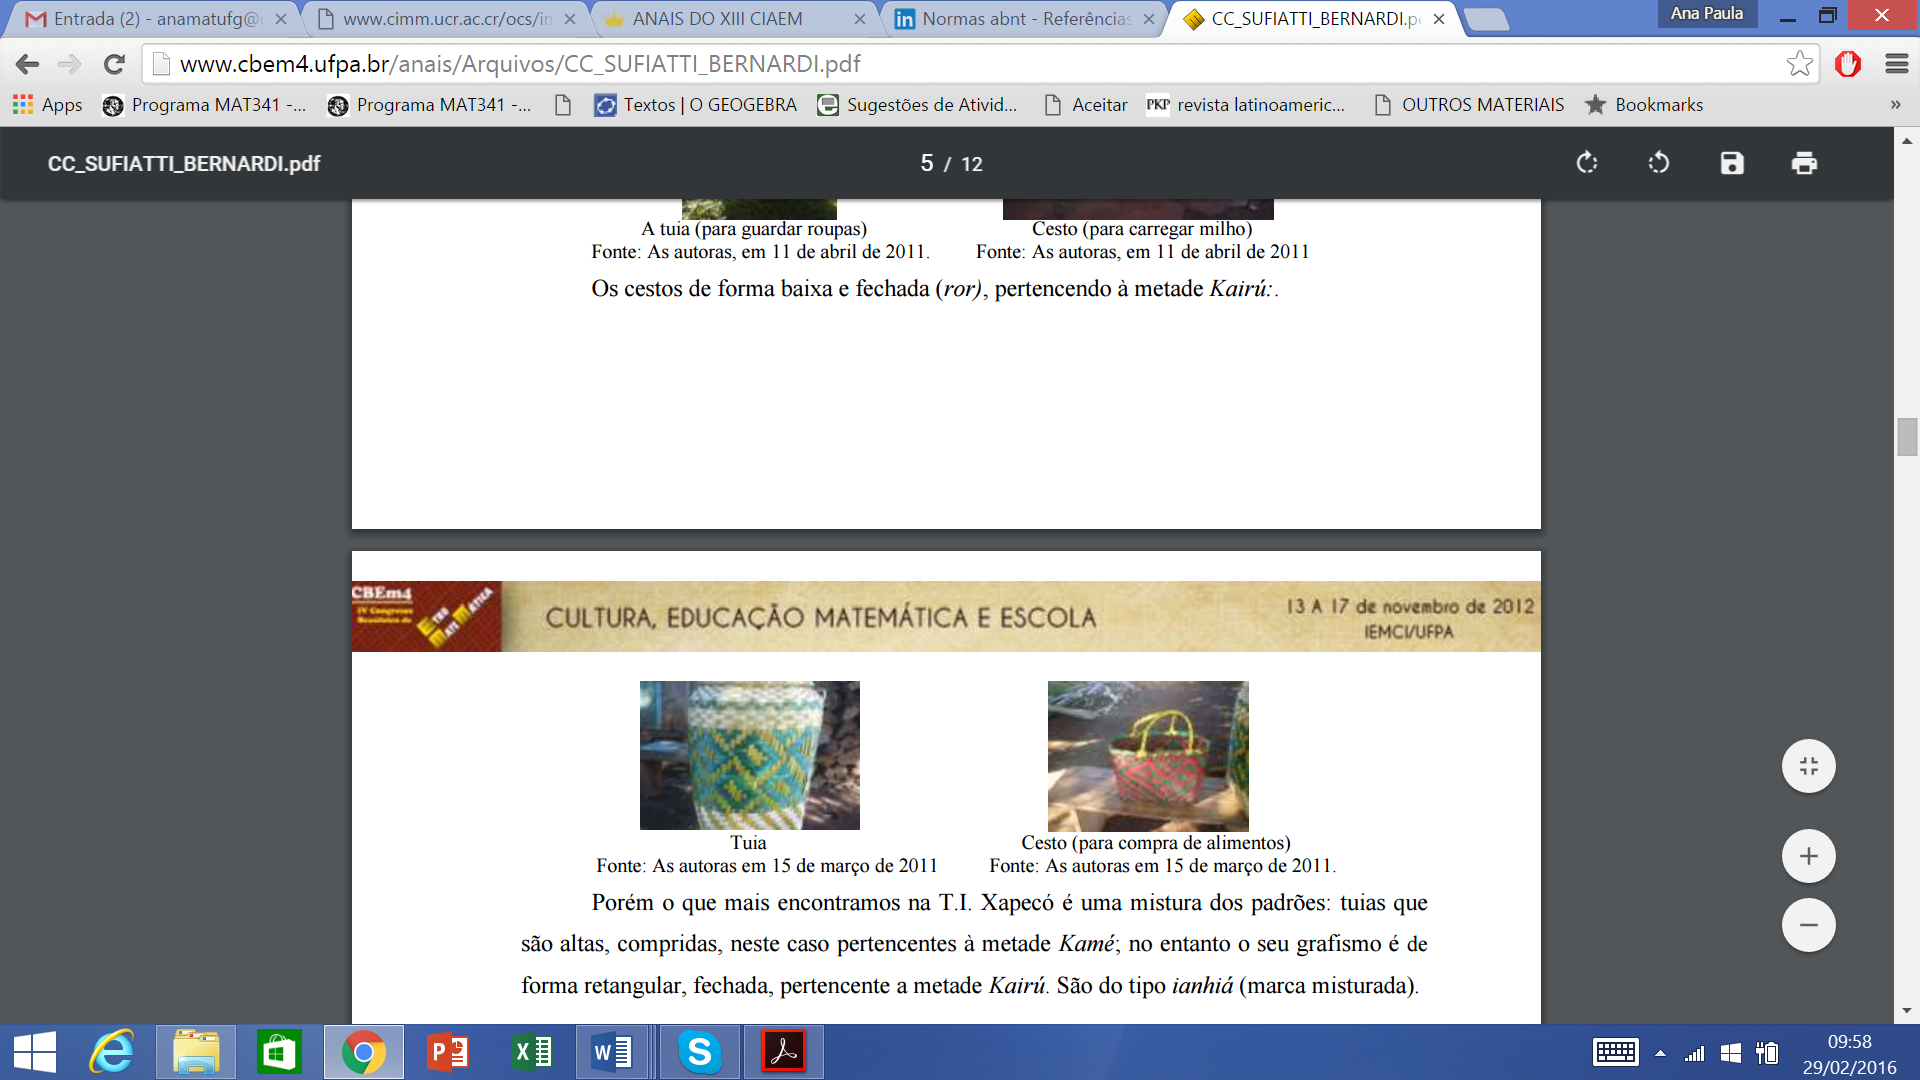 Entrada (2) - anamatufg@
www.cimm.ucr.ac.cr/ocs/in
ANAIS DO XIII CIAEM
Normas abnt - Referências
CC_SUFIATTI_BERNARDI.p
Ana Paula
www.cbem4.ufpa.br/anais/Arquivos/CC_SUFIATTI_BERNARDI.pdf
Apps
Programa MAT341 -...
Programa MAT341 -...
Textos | O GEOGEBRA
Sugestões de Ativid...
Aceitar
PKP revista latinoameric...
OUTROS MATERIAIS
Bookmarks
»
CC_SUFIATTI_BERNARDI.pdf
5 / 12
A tuia (para guardar roupas)
Fonte: As autoras, em 11 de abril de 2011.
Cesto (para carregar milho)
Fonte: As autoras, em 11 de abril de 2011
Os cestos de forma baixa e fechada (ror), pertencendo à metade Kairú:.
CBEm4
IV Congresso
Brasileiro de
ETNO
MATEMÁTICA
CULTURA, EDUCAÇÃO MATEMÁTICA E ESCOLA
13 A 17 de novembro de 2012
IEMCI/UFPA
Tuia
Fonte: As autoras em 15 de março de 2011
Cesto (para compra de alimentos)
Fonte: As autoras em 15 de março de 2011.
Porém o que mais encontramos na T.I. Xapecó é uma mistura dos padrões: tuias que
são altas, compridas, neste caso pertencentes à metade Kamé; no entanto o seu grafismo é de
forma retangular, fechada, pertencente a metade Kairú. São do tipo ianhiá (marca misturada).
09:58
29/02/2016